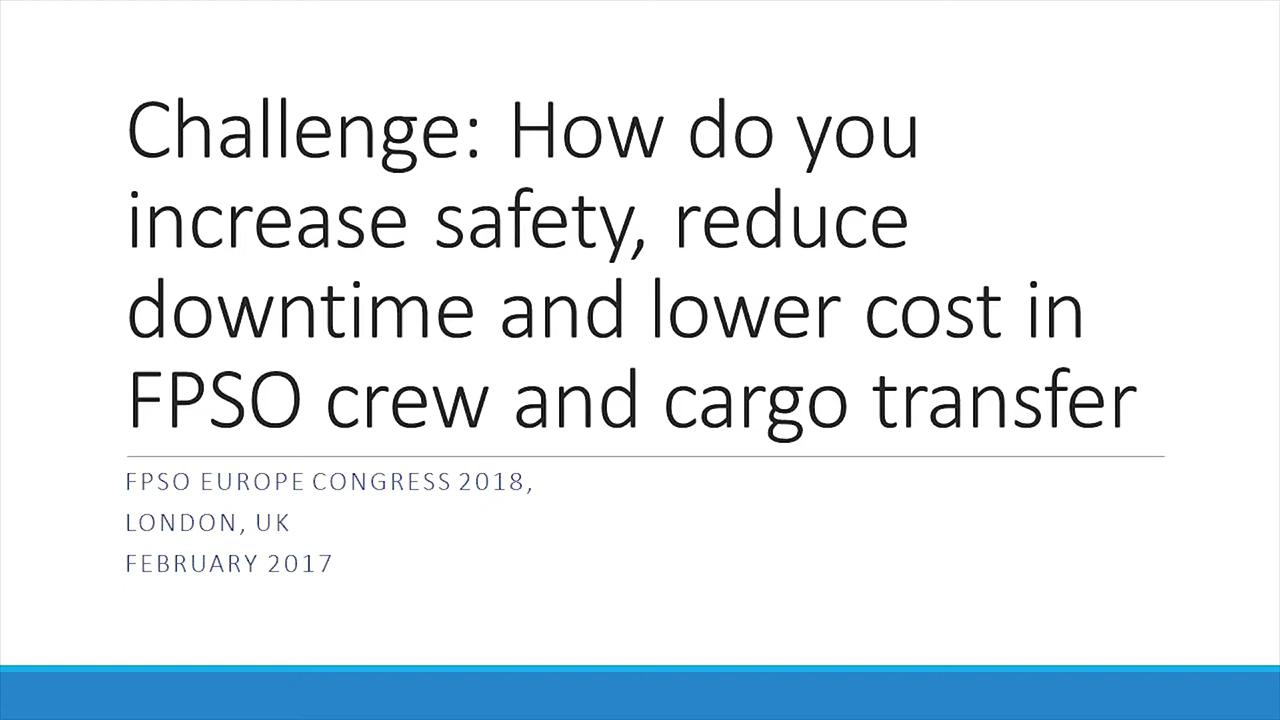 Challenge: How do you
increase safety, reduce
downtime and lower cost in
FPSO crew and cargo transfer
FPSO EUROPE CONGRESS 2018,
LONDON, UK
FEBRUARY 2017